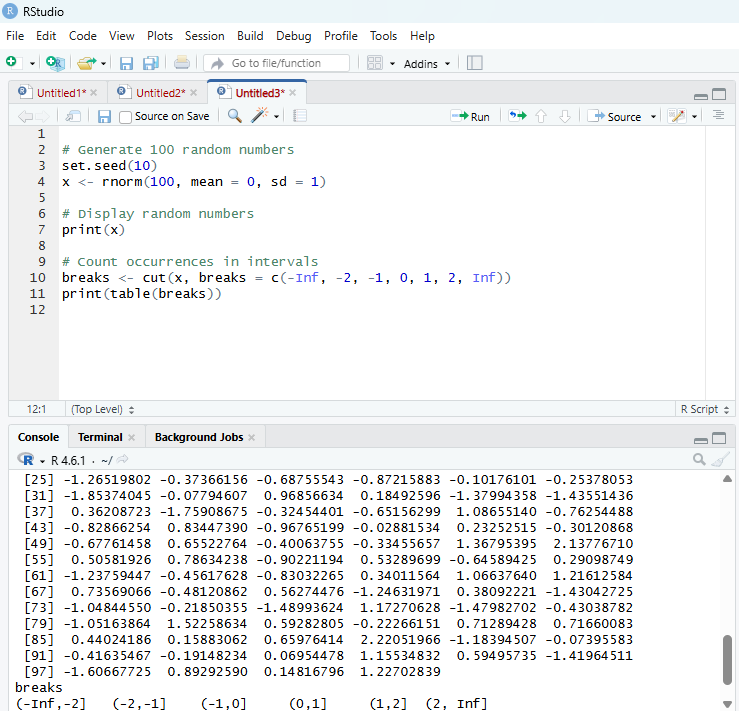 RStudio
File Edit Code View Plots Session Build Debug Profile Tools Help
Go to file/function Addins
Untitled1* Untitled2* Untitled3*
Source on Save Run Source
1
2 # Generate 100 random numbers
3 set.seed(10)
4 x <- rnorm(100, mean = 0, sd = 1)
5
6 # Display random numbers
7 print(x)
8
9 # Count occurrences in intervals
10 breaks <- cut(x, breaks = c(-Inf, -2, -1, 0, 1, 2, Inf))
11 print(table(breaks))
12
12:1 (Top Level) R Script
Console Terminal Background Jobs
R 4.6.1 · ~/
[25] -1.26519802 -0.37366156 -0.68755543 -0.87215883 -0.10176101 -0.25378053
[31] -1.85374045 -0.07794607 0.96856634 0.18492596 -1.37994358 -1.43551436
[37] 0.36208723 -1.75908675 -0.32454401 -0.65156299 1.08655140 -0.76254488
[43] -0.82866254 0.83447390 -0.96765199 -0.02881534 0.23252515 -0.30120868
[49] -0.67761458 0.65522764 -0.40063755 -0.33455657 1.36795395 2.13776710
[55] 0.50581926 0.78634238 -0.90221194 0.53289699 -0.64589425 0.29098749
[61] -1.23759447 -0.45617628 -0.83032265 0.34011564 1.06637640 1.21612584
[67] 0.73569066 -0.48120862 0.56274476 -1.24631971 0.38092221 -1.43042725
[73] -1.04844550 -0.21850355 -1.48993624 1.17270628 -1.47982702 -0.43038782
[79] -1.05163864 1.52258634 0.59282805 -0.22266151 0.71289428 0.71660083
[85] 0.44024186 0.15883062 0.65976414 2.22051966 -1.18394507 -0.07395583
[91] -0.41635467 -0.19148234 0.06954478 1.15534832 0.59495735 -1.41964511
[97] -1.60667725 0.89292590 0.14816796 1.22702839
breaks
(-Inf,-2] (-2,-1] (-1,0] (0,1] (1,2] (2, Inf]